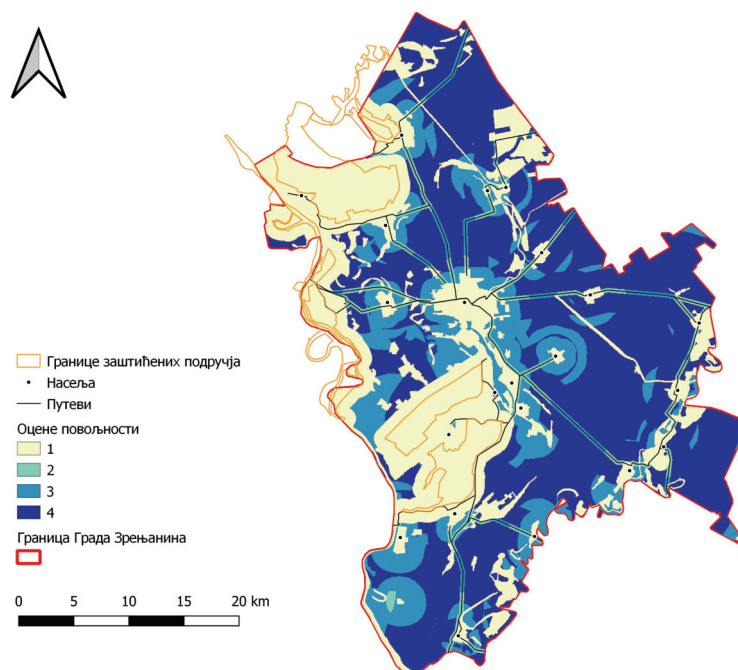 Границе заштићених подручја
Насеља
Путеви
Оцене повољности
1
2
3
4
Граница Града Зрењанина
0 5 10 15 20 km